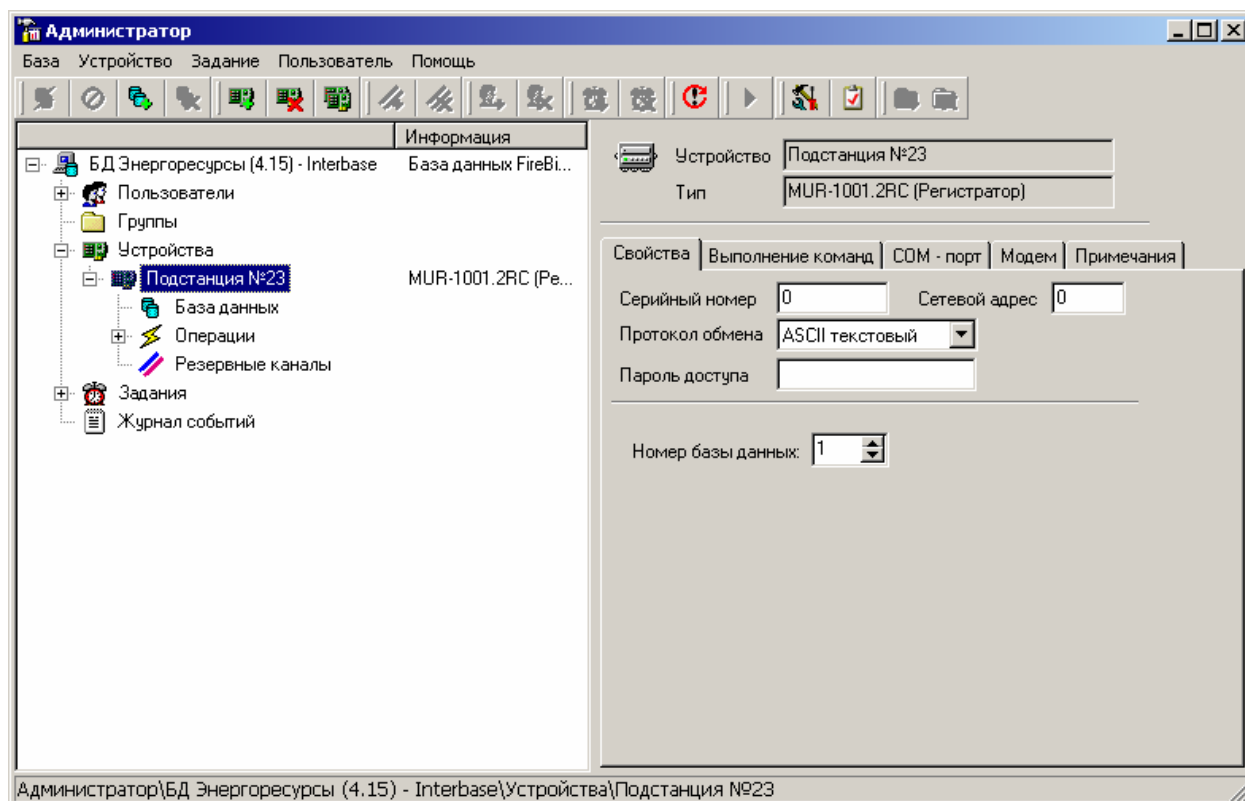 Администратор
База Устройство Задание Пользователь Помощь
Информация
БД Энергоресурсы (4.15) - Interbase База данных FireBi...
Пользователи
Группы
Устройства
Подстанция №23 MUR-1001.2RC (Ре...
База данных
Операции
Резервные каналы
Задания
Журнал событий
Устройство Подстанция №23
Тип MUR-1001.2RC (Регистратор)
Свойства Выполнение команд COM - порт Модем Примечания
Серийный номер 0 Сетевой адрес 0
Протокол обмена ASCII текстовый
Пароль доступа
Номер базы данных: 1
Администратор\БД Энергоресурсы (4.15) - Interbase\Устройства\Подстанция №23